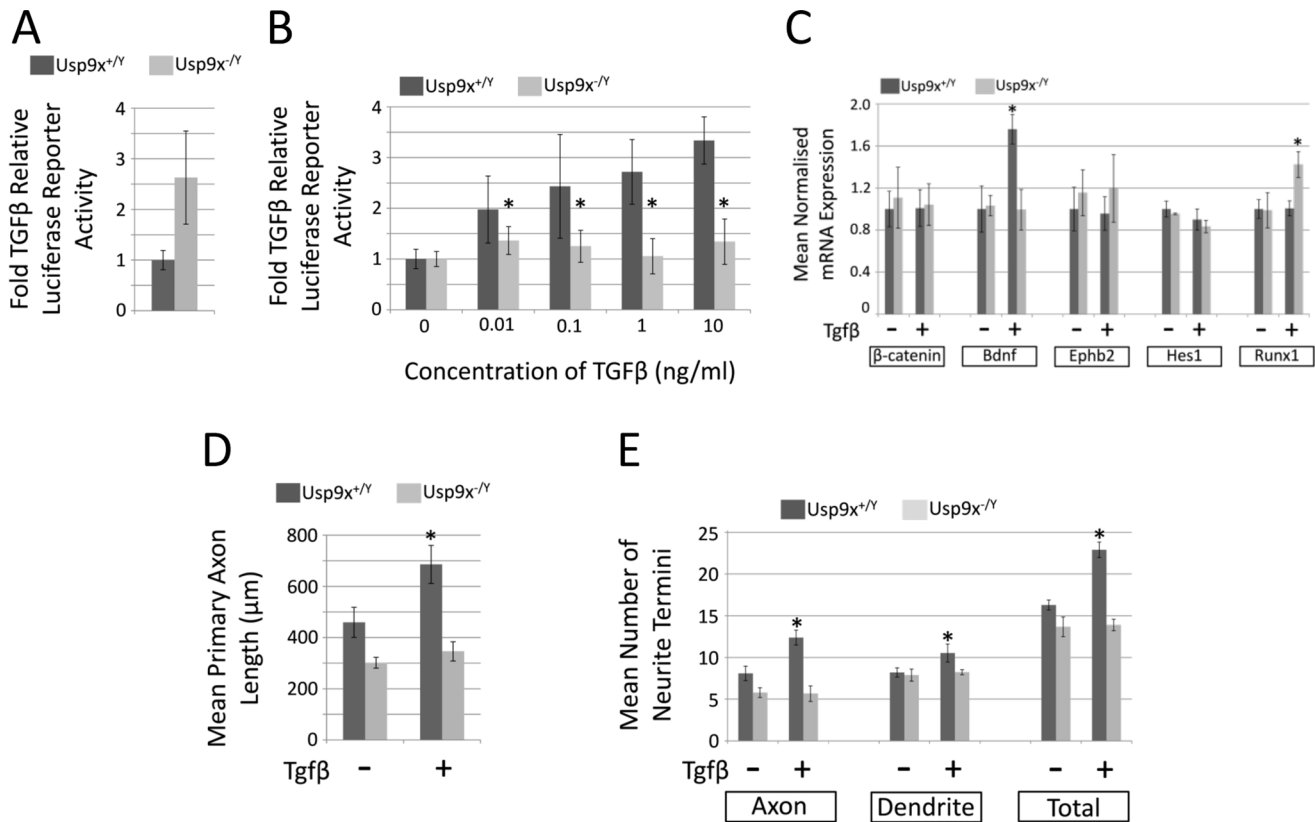 A
Usp9x+/Y Usp9x-/Y
Fold TGFβ Relative
Luciferase Reporter
Activity
4
3
2
1
0
B
Usp9x+/Y Usp9x-/Y
Fold TGFβ Relative
Luciferase Reporter
Activity
4
3
2
1
0
* * * *
0 0.01 0.1 1 10
Concentration of TGFβ (ng/ml)
C
Usp9x+/Y Usp9x-/Y
Mean Normalised
mRNA Expression
2.0
1.6
1.2
0.8
0.4
0
* *
Tgfβ - + - + - + - + - +
β-catenin Bdnf Ephb2 Hes1 Runx1
D
Usp9x+/Y Usp9x-/Y
Mean Primary Axon
Length (µm)
800
600
400
300
0
*
Tgfβ - +
E
Usp9x+/Y Usp9x-/Y
Mean Number of
Neurite Termini
25
20
15
10
5
0
* * *
Tgfβ - + - + - +
Axon Dendrite Total